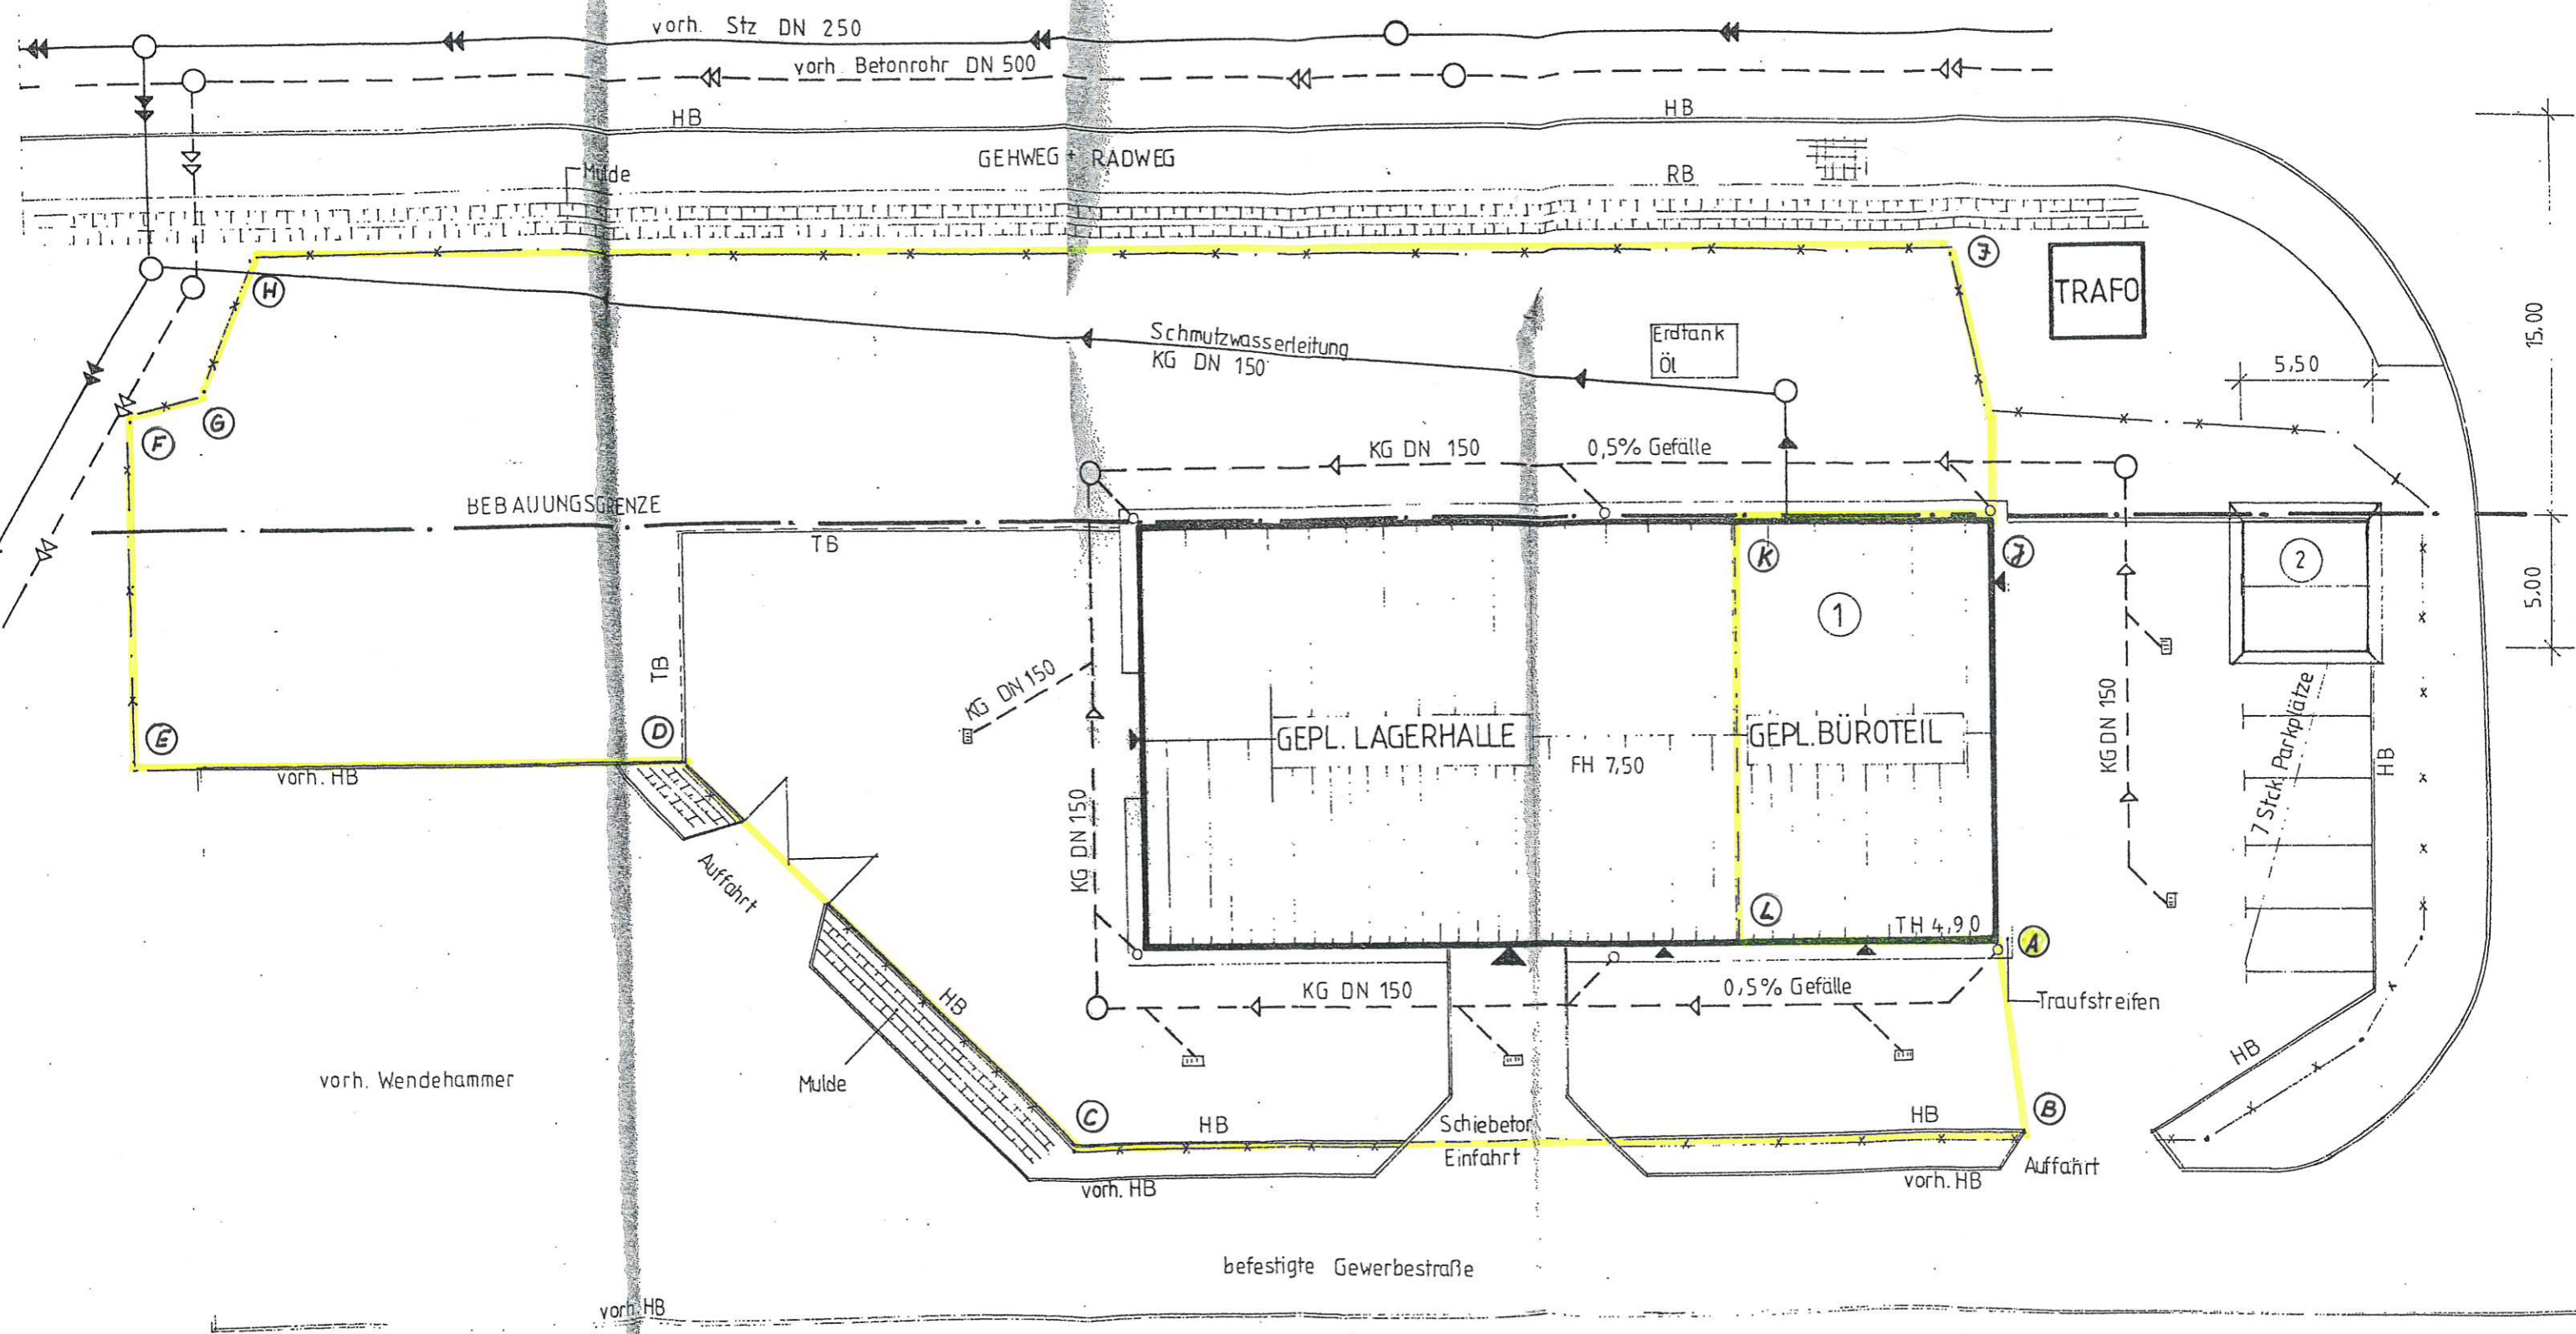 vorh. Stz DN 250
vorh. Betonrohr DN 500
HB
HB
GEHWEG + RADWEG
Mulde
RB
J
H
TRAFO
15,00
Schmutzwasserleitung
KG DN 150
Erdtank
Öl
5,50
F
G
KG DN 150
0,5% Gefälle
BEBAUUNGSGRENZE
TB
K
J
2
1
5,00
TB
KG DN 150
KG DN 150
7 Stck. Parkplätze
HB
E
D
GEPL. LAGERHALLE
GEPL. BÜROTEIL
FH 7,50
vorh. HB
KG DN 150
Auffahrt
L
TH 4,90
A
HB
KG DN 150
0,5% Gefälle
Traufstreifen
HB
vorh. Wendehammer
Mulde
C
HB
Schiebetor
HB
B
Einfahrt
Auffahrt
vorh. HB
vorh. HB
befestigte Gewerbestraße
vorh. HB